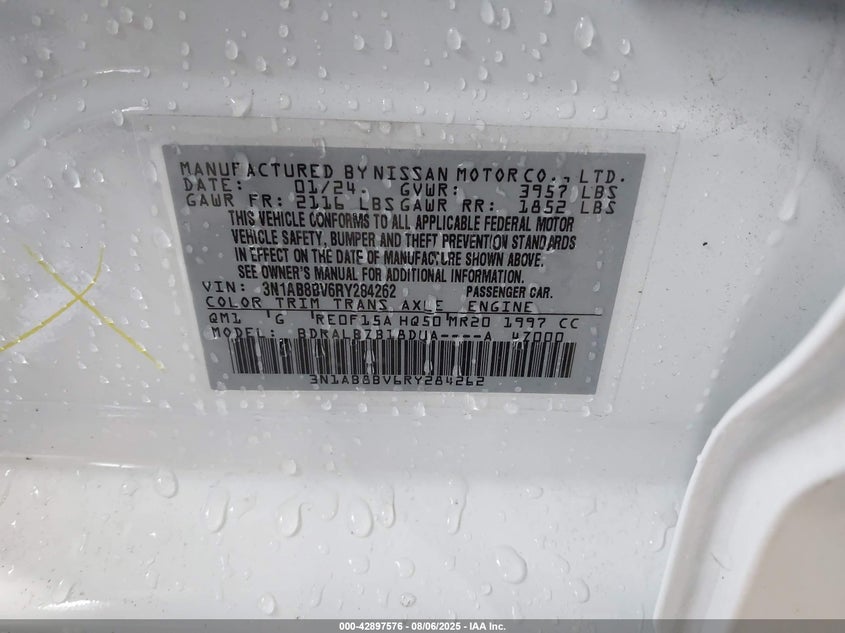 MANUFACTURED BY NISSAN MOTOR CO., LTD.
DATE: 01/24 GVWR: 3957 LBS
GAWR FR: 2116 LBS GAWR RR: 1852 LBS
THIS VEHICLE CONFORMS TO ALL APPLICABLE FEDERAL MOTOR
VEHICLE SAFETY, BUMPER AND THEFT PREVENTION STANDARDS
IN EFFECT ON THE DATE OF MANUFACTURE SHOWN ABOVE.
SEE OWNER'S MANUAL FOR ADDITIONAL INFORMATION.
VIN: 3N1AB8BV6RY284262 PASSENGER CAR.
COLOR TRIM TRANS AXLE ENGINE
QM1 G RE0F15A HQ50 MR20 1997 CC
MODEL: BDRALBZB18DUA----A
3N1AB8BV6RY284262
000-42897576 - 08/06/2025 - IAA Inc.